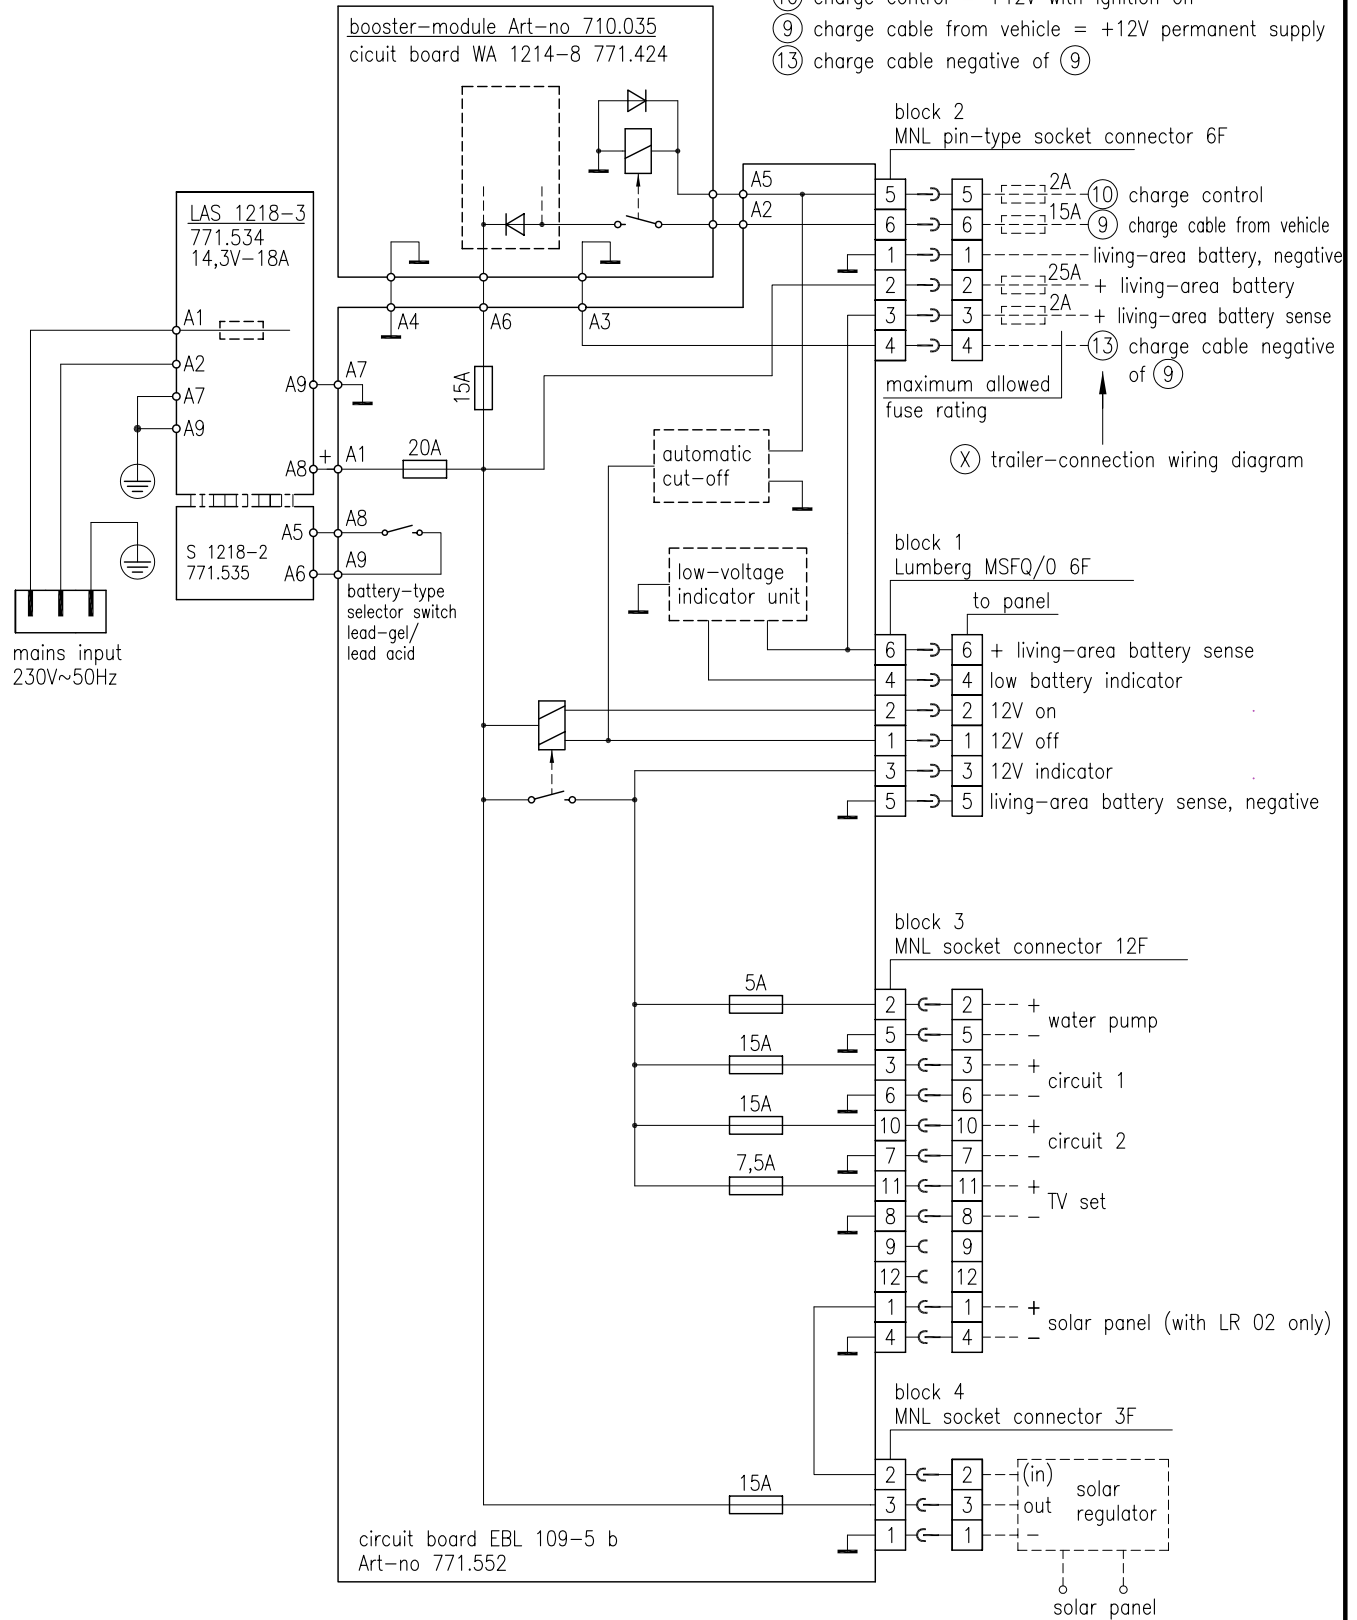 charge control = +12V with ignition on
⑨ charge cable from vehicle = +12V permanent supply
⑬ charge cable negative of ⑨
booster-module Art-no 710.035
cicuit board WA 1214-8 771.424
block 2
MNL pin-type socket connector 6F
A5
A2
5 5 2A ⑩ charge control
6 6 15A ⑨ charge cable from vehicle
1 1 living-area battery, negative
2 2 25A + living-area battery
3 3 2A + living-area battery sense
4 4 ⑬ charge cable negative
of ⑨
maximum allowed
fuse rating
Ⓧ trailer-connection wiring diagram
LAS 1218-3
771.534
14,3V-18A
A1
A2
A7
A9
A9
A8
A4
A6
A3
A7
15A
+ A1
20A
automatic
cut-off
S 1218-2
771.535
A5
A6
A8
A9
battery-type
selector switch
lead-gel/
lead acid
mains input
230V~50Hz
low-voltage
indicator unit
block 1
Lumberg MSFQ/0 6F
to panel
6 6 + living-area battery sense
4 4 low battery indicator
2 2 12V on
1 1 12V off
3 3 12V indicator
5 5 living-area battery sense, negative
block 3
MNL socket connector 12F
5A
2 2 +
water pump
5 5 -
15A
3 3 +
circuit 1
6 6 -
15A
10 10 +
circuit 2
7 7 -
7,5A
11 11 +
TV set
8 8 -
9 9
12 12
1 1 +
solar panel (with LR 02 only)
4 4 -
block 4
MNL socket connector 3F
2 2 (in)
15A
3 3 out
1 1 -
solar
regulator
solar panel
circuit board EBL 109-5 b
Art-no 771.552